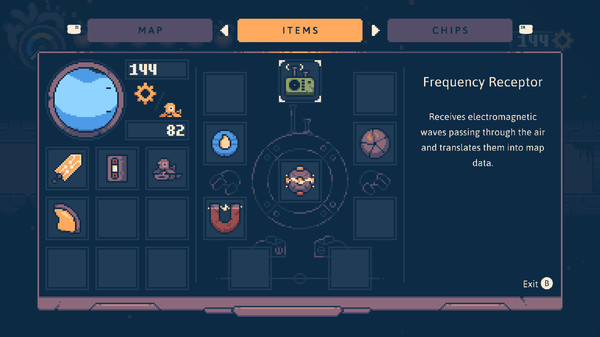 MAP
ITEMS
CHIPS
144
144
82
Frequency Receptor
Receives electromagnetic
waves passing through the air
and translates them into map
data.
Exit B